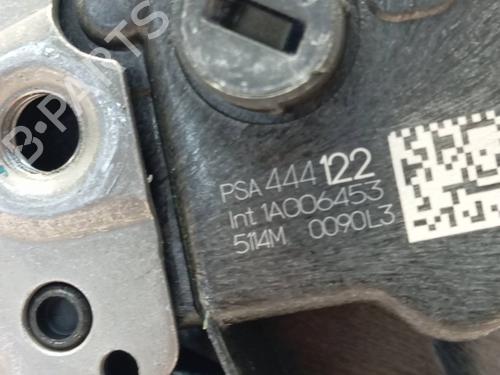 B-PARTS
PSA 444122
Int 1A006453
5114M 0090L3